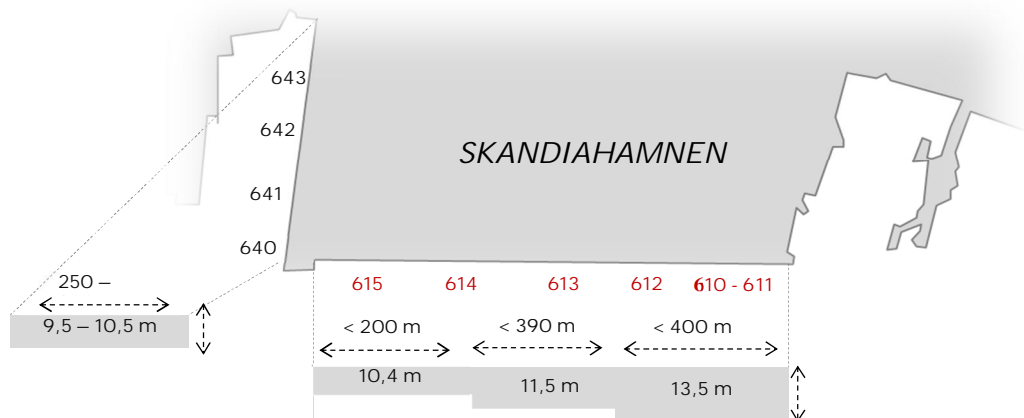 643
642
SKANDIAHAMNEN
641
640
250 –
615 614 613 612 610 - 611
9,5 – 10,5 m
< 200 m < 390 m < 400 m
10,4 m 11,5 m 13,5 m